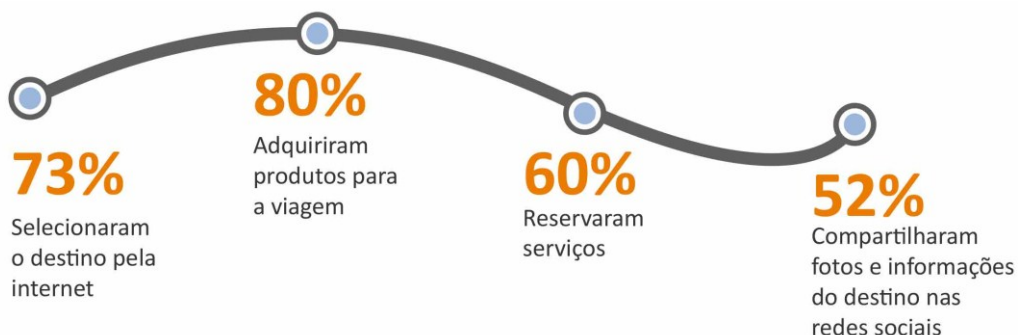 73%
Selecionaram
o destino pela
internet
80%
Adquiriram
produtos para
a viagem
60%
Reservaram
serviços
52%
Compartilharam
fotos e informações
do destino nas
redes sociais